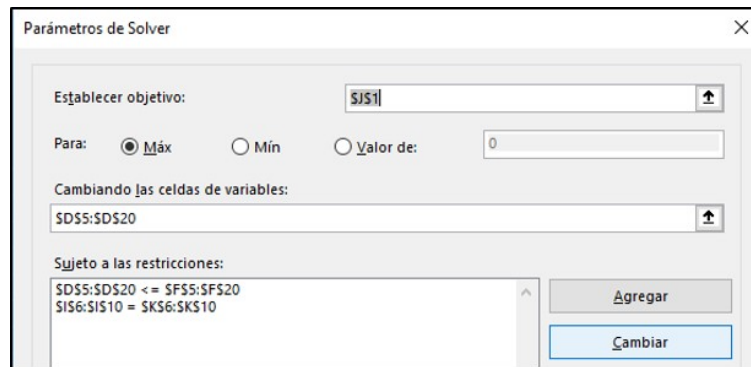 Parámetros de Solver
Establecer objetivo: $J$1
Para: Máx Mín Valor de: 0
Cambiando las celdas de variables:
$D$5:$D$20
Sujeto a las restricciones:
$D$5:$D$20 <= $F$5:$F$20
$I$6:$I$10 = $K$6:$K$10
Agregar
Cambiar